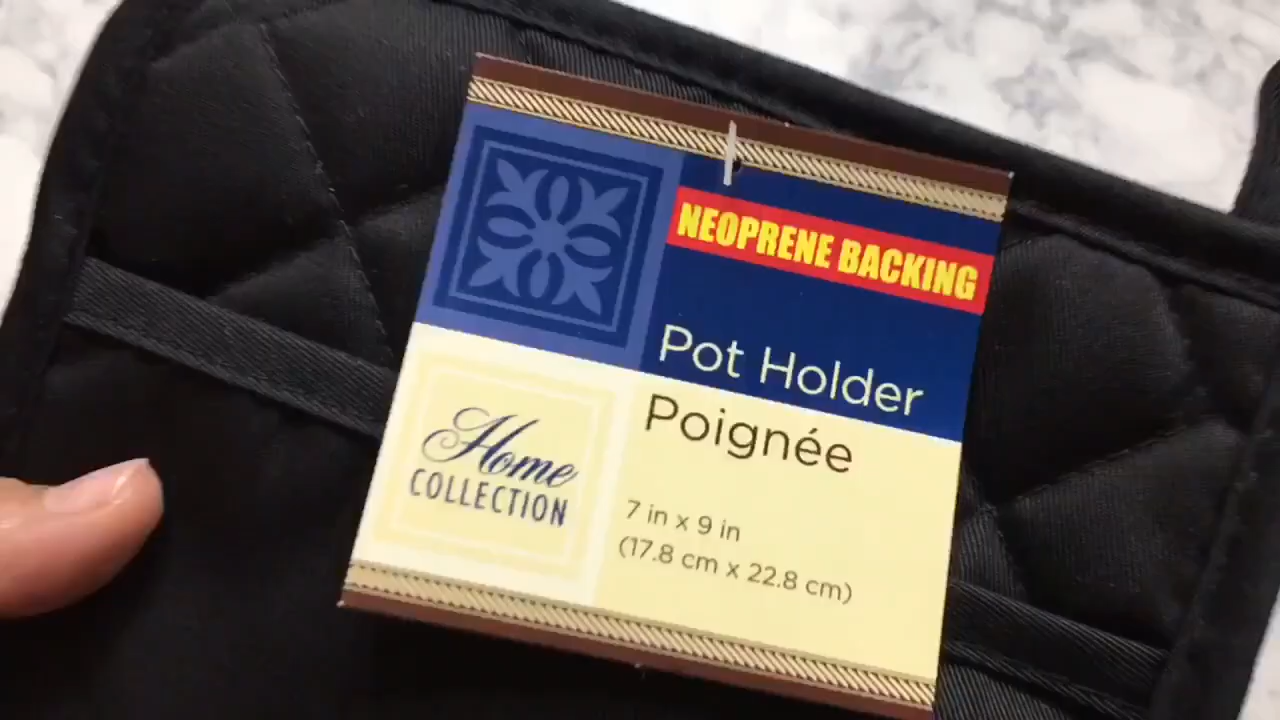 NEOPRENE BACKING
Pot Holder
Poignée
Home
COLLECTION
7 in x 9 in
(17.8 cm x 22.8 cm)